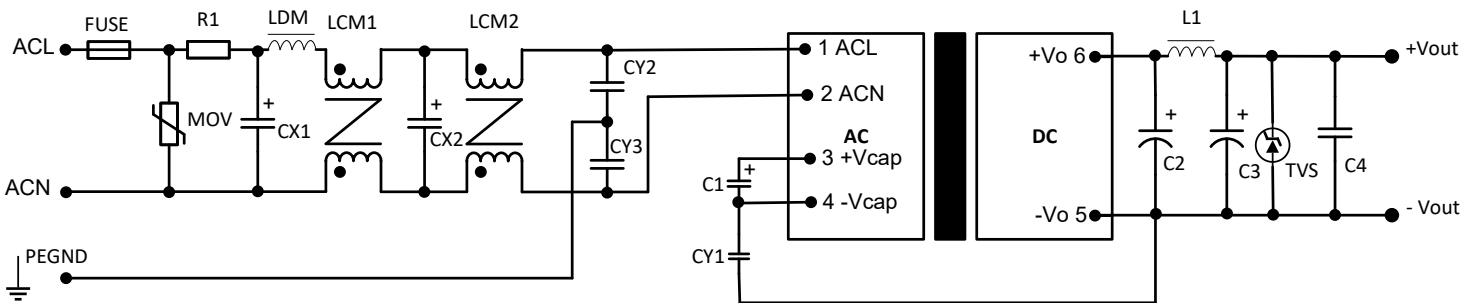 FUSE
R1
LDM
LCM1
LCM2
L1
ACL
1 ACL
+Vo 6
+Vout
CY2
2 ACN
MOV
+
CX1
+
CX2
AC
DC
+
C2
+
C3
TVS
C4
CY3
3 +Vcap
C1
+
ACN
4 -Vcap
-Vo 5
- Vout
PEGND
CY1